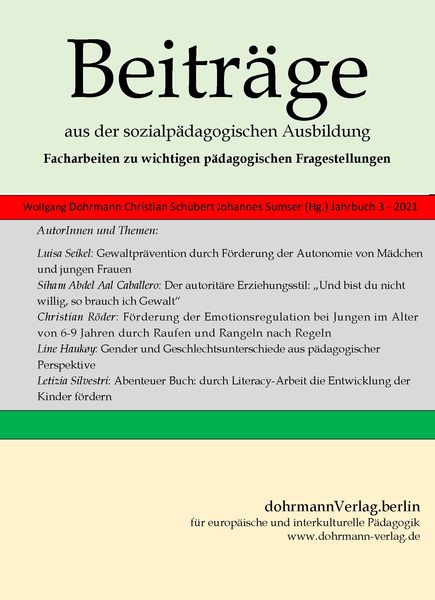 Beiträge
aus der sozialpädagogischen Ausbildung
Facharbeiten zu wichtigen pädagogischen Fragestellungen
Wolfgang Dohrmann Christian Schubert Johannes Sumser (Hg.) Jahrbuch 3 - 2021
AutorInnen und Themen:
Luisa Seikel: Gewaltprävention durch Förderung der Autonomie von Mädchen
und jungen Frauen
Siham Abdel Aal Caballero: Der autoritäre Erziehungsstil: „Und bist du nicht
willig, so brauch ich Gewalt“
Christian Röder: Förderung der Emotionsregulation bei Jungen im Alter
von 6-9 Jahren durch Raufen und Rangeln nach Regeln
Line Haukøy: Gender und Geschlechtsunterschiede aus pädagogischer
Perspektive
Letizia Silvestri: Abenteuer Buch: durch Literacy-Arbeit die Entwicklung der
Kinder fördern
dohrmannVerlag.berlin
für europäische und interkulturelle Pädagogik
www.dohrmann-verlag.de